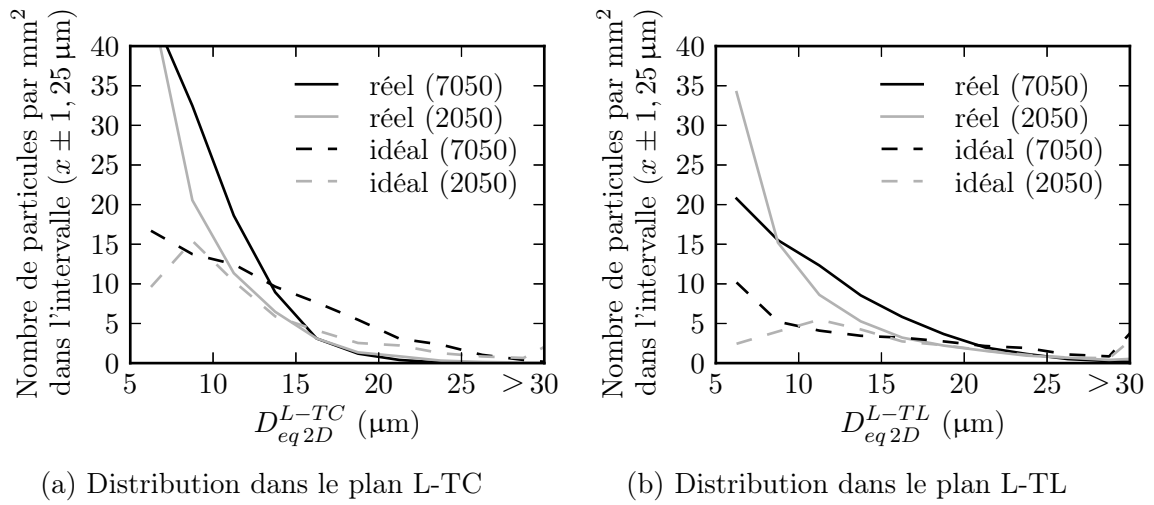 Nombre de particules par mm²
dans l'intervalle (x ± 1, 25 µm)
40
35
30
25
20
15
10
5
0
réel (7050)
réel (2050)
idéal (7050)
idéal (2050)
5 10 15 20 25 > 30
D_{eq 2D}^{L−TC} (µm)
(a) Distribution dans le plan L-TC
Nombre de particules par mm²
dans l'intervalle (x ± 1, 25 µm)
40
35
30
25
20
15
10
5
0
réel (7050)
réel (2050)
idéal (7050)
idéal (2050)
5 10 15 20 25 > 30
D_{eq 2D}^{L−TL} (µm)
(b) Distribution dans le plan L-TL